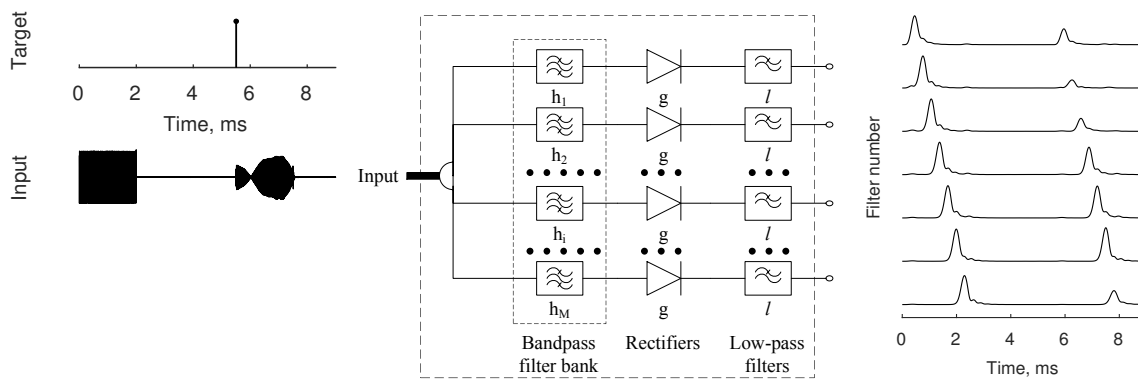 Target
0 2 4 6 8
Time, ms
Input
Input
h1 g l
h2 g l
hi g l
hM g l
Bandpass
filter bank
Rectifiers
Low-pass
filters
Filter number
0 2 4 6 8
Time, ms